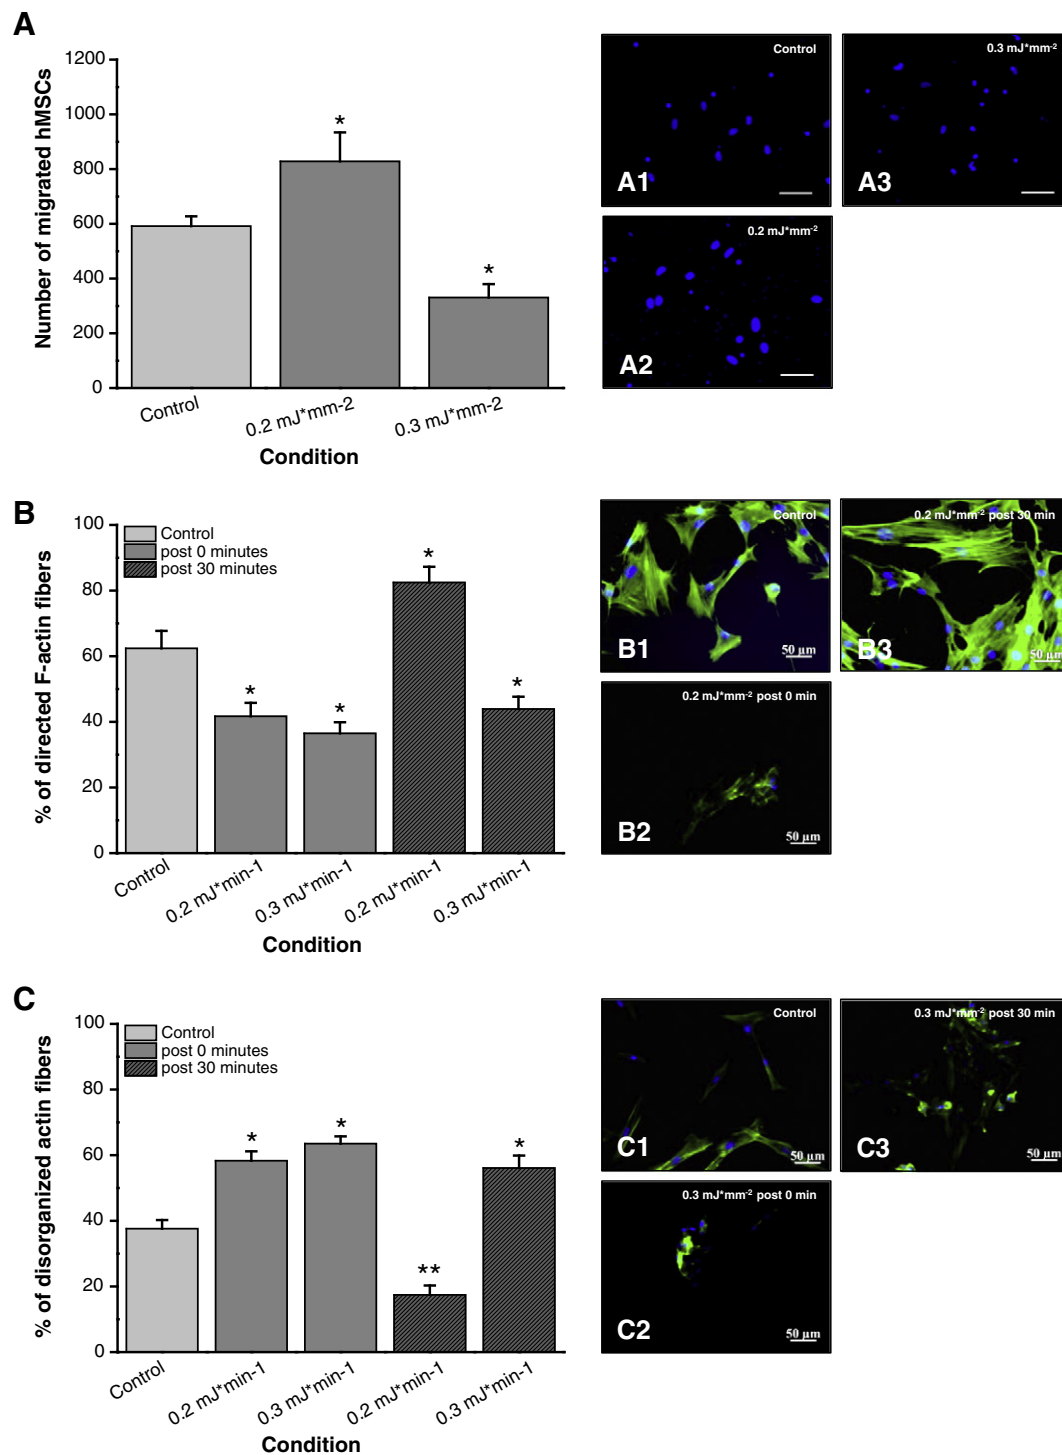 A
1200
1000
800
600
400
200
0
Number of migrated hMSCs
*
*
Control
0.2 mJ*mm-2
0.3 mJ*mm-2
Condition
Control
A1
0.3 mJ*mm-2
A3
0.2 mJ*mm-2
A2
B
100
80
60
40
20
0
% of directed F-actin fibers
Control
post 0 minutes
post 30 minutes
*
*
*
*
Control
0.2 mJ*min-1
0.3 mJ*min-1
0.2 mJ*min-1
0.3 mJ*min-1
Condition
Control
B1
50 µm
0.2 mJ*mm-2 post 30 min
B3
50 µm
0.2 mJ*mm-2 post 0 min
B2
50 µm
C
100
80
60
40
20
0
% of disorganized actin fibers
Control
post 0 minutes
post 30 minutes
*
*
**
*
Control
0.2 mJ*min-1
0.3 mJ*min-1
0.2 mJ*min-1
0.3 mJ*min-1
Condition
Control
C1
50 µm
0.3 mJ*mm-2 post 30 min
C3
50 µm
0.3 mJ*mm-2 post 0 min
C2
50 µm